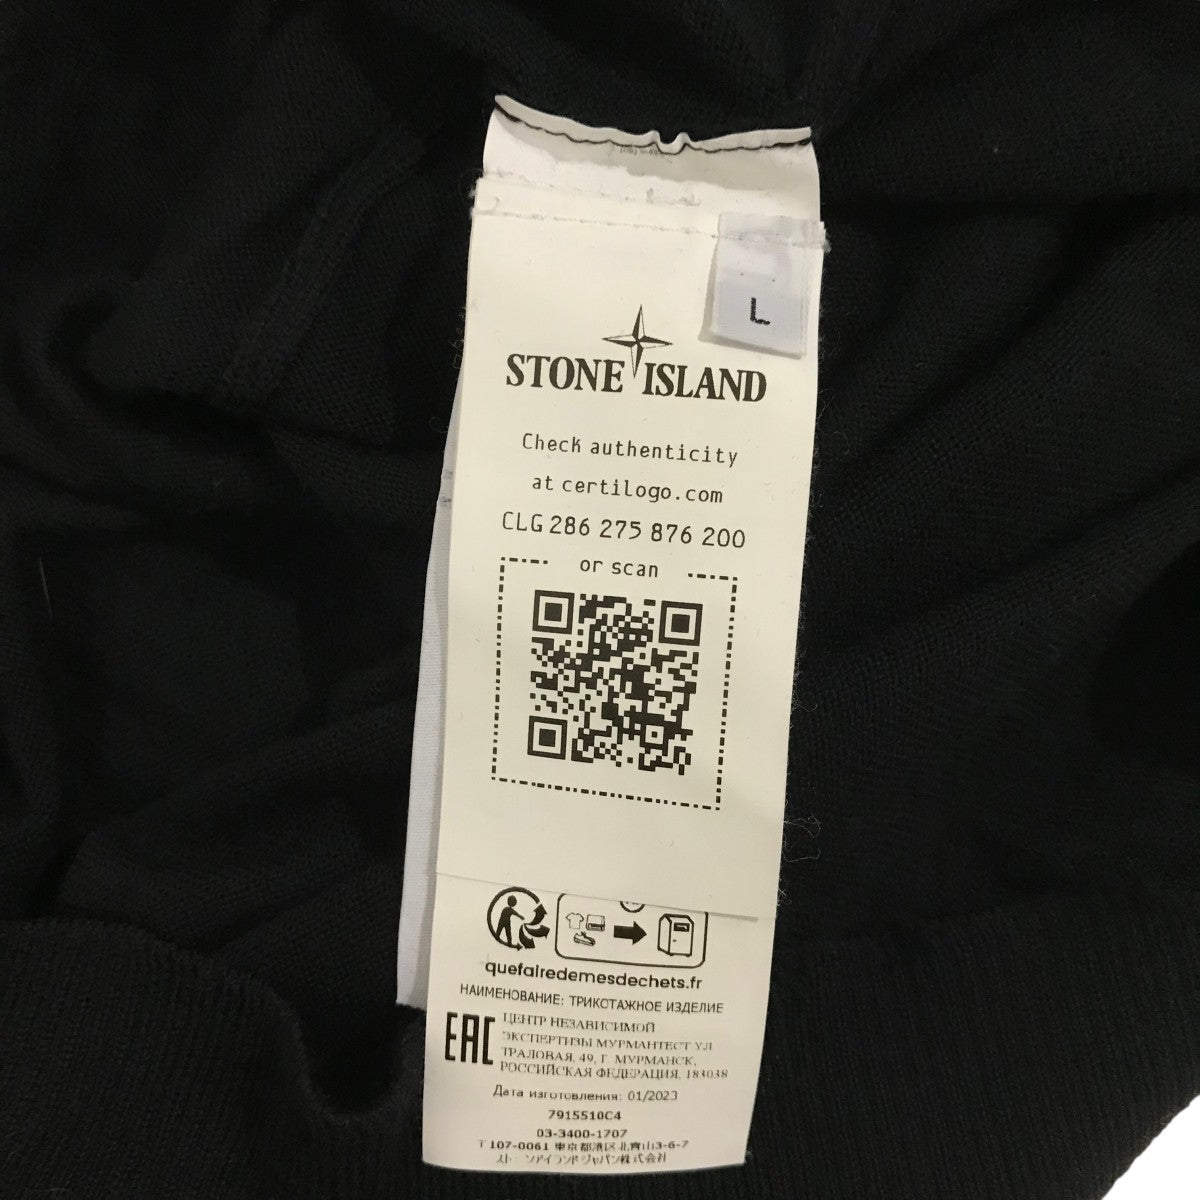 L
STONE ISLAND
Check authenticity
at certilogo.com
CLG 286 275 876 200
or scan
quefairedemesdechets.fr
НАИМЕНОВАНИЕ: ТРИКОТАЖНОЕ ИЗДЕЛИЕ
EAC
ЦЕНТР НЕЗАВИСИМОЙ
ЭКСПЕРТИЗЫ МУРМАНТЕСТ УЛ
ТРАЛОВАЯ, 49, Г. МУРМАНСК,
РОССИЙСКАЯ ФЕДЕРАЦИЯ, 183038
Дата изготовления: 01/2023
7915510C4
03-3400-1707
〒107-0061 東京都港区北青山3-6-7
ストーンアイランドジャパン株式会社